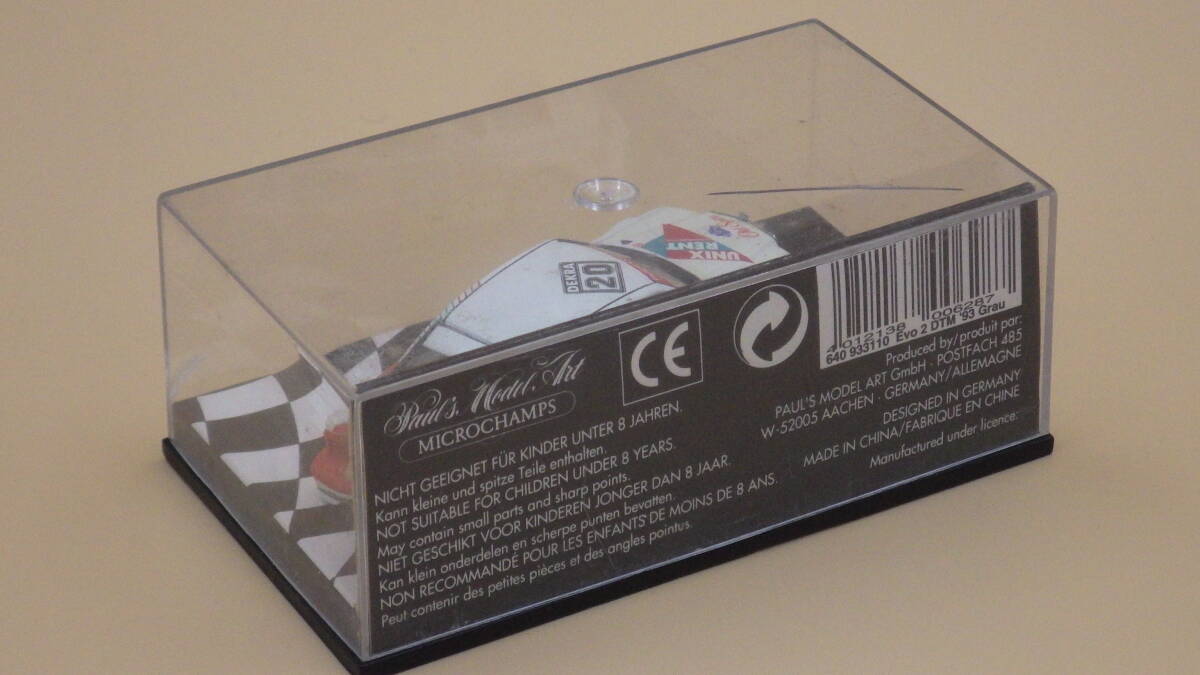 UNIX
RENT
DEKRA
20
Paul's Model Art
MICROCHAMPS
CE
NICHT GEEIGNET FÜR KINDER UNTER 8 JAHREN.
Kann kleine und spitze Teile enthalten.
NOT SUITABLE FOR CHILDREN UNDER 8 YEARS.
May contain small parts and sharp points.
NIET GESCHIKT VOOR KINDEREN JONGER DAN 8 JAAR.
Kan klein onderdelen en scherpe punten bevatten.
NON RECOMMANDÉ POUR LES ENFANTS DE MOINS DE 8 ANS.
Peut contenir des petites pièces et des angles pointus.
4 012138 006287
640 933110 Evo 2 DTM '93 Grau
Produced by/produit par:
PAUL'S MODEL ART GmbH · POSTFACH 485
W-52005 AACHEN · GERMANY/ALLEMAGNE
DESIGNED IN GERMANY
MADE IN CHINA/FABRIQUE EN CHINE
Manufactured under licence: